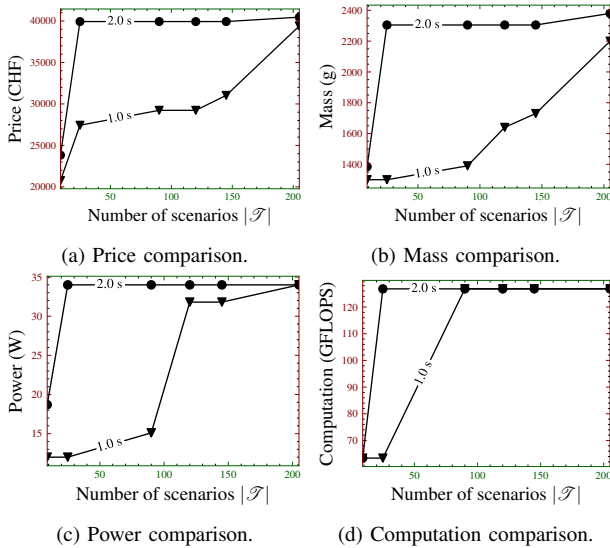 40000
35000
30000
25000
20000
Price (CHF)
2.0 s
1.0 s
50
100
150
200
Number of scenarios |𝒯|
(a) Price comparison.
2400
2200
2000
1800
1600
1400
Mass (g)
2.0 s
1.0 s
50
100
150
200
Number of scenarios |𝒯|
(b) Mass comparison.
35
30
25
20
15
Power (W)
2.0 s
1.0 s
50
100
150
200
Number of scenarios |𝒯|
(c) Power comparison.
120
110
100
90
80
70
Computation (GFLOPS)
2.0 s
1.0 s
50
100
150
200
Number of scenarios |𝒯|
(d) Computation comparison.